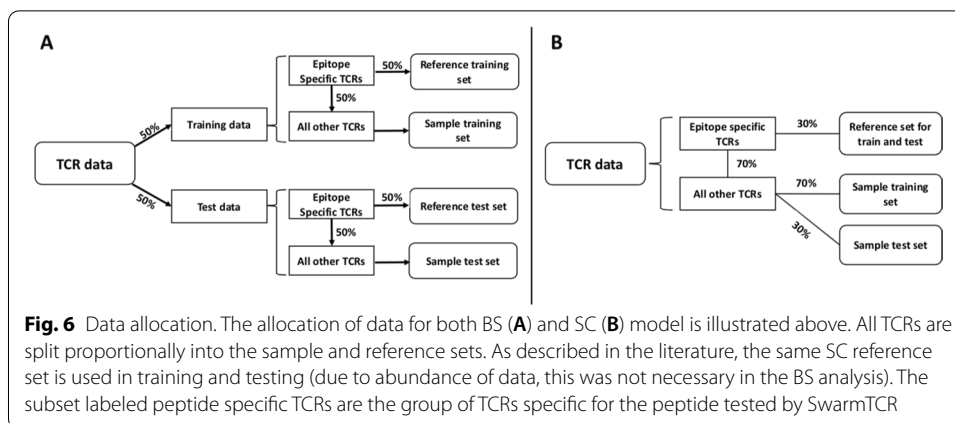 A
TCR data
50%
50%
Training data
Test data
Epitope
Specific TCRs
50%
Reference training
set
50%
All other TCRs
Sample training
set
Epitope
Specific TCRs
50%
Reference test set
50%
All other TCRs
Sample test set
B
TCR data
Epitope specific
TCRs
30%
Reference set for
train and test
70%
All other TCRs
70%
Sample training
set
30%
Sample test set
Fig. 6 Data allocation. The allocation of data for both BS (A) and SC (B) model is illustrated above. All TCRs are
split proportionally into the sample and reference sets. As described in the literature, the same SC reference
set is used in training and testing (due to abundance of data, this was not necessary in the BS analysis). The
subset labeled peptide specific TCRs are the group of TCRs specific for the peptide tested by SwarmTCR